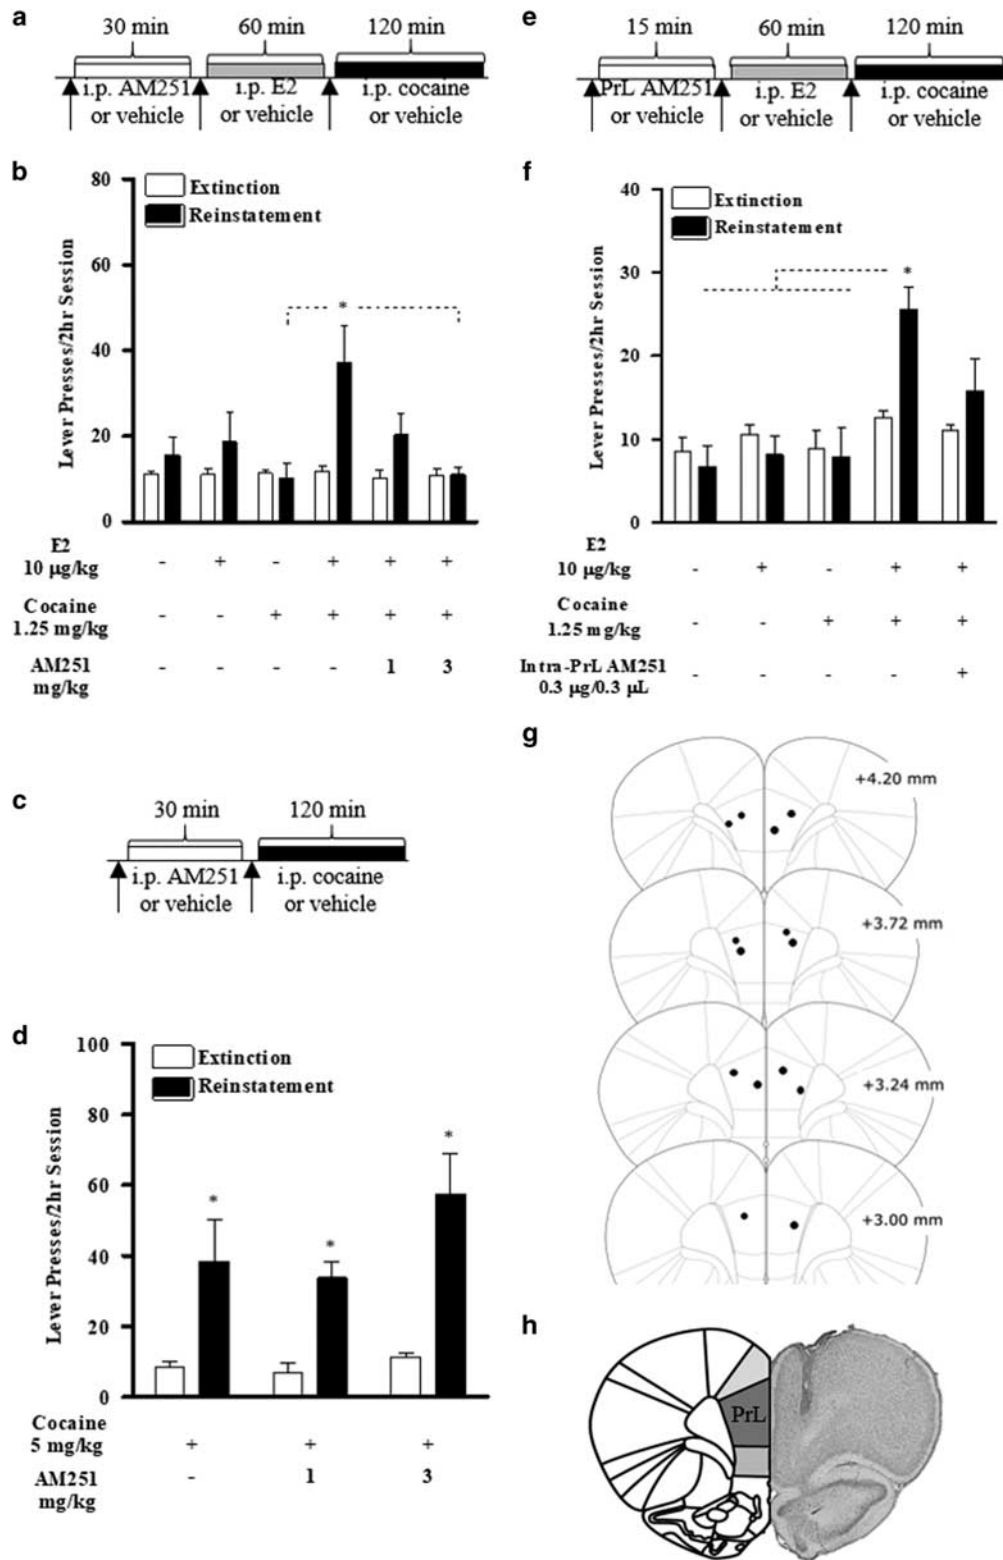 a
30 min 60 min 120 min
i.p. AM251 i.p. E2 i.p. cocaine
or vehicle or vehicle or vehicle
b
Extinction
Reinstatement
80
60
40
20
0
Lever Presses/2hr Session
*
E2
10 µg/kg - + - + + +
Cocaine
1.25 mg/kg - - + + + +
AM251
mg/kg - - - - 1 3
c
30 min 120 min
i.p. AM251 i.p. cocaine
or vehicle or vehicle
d
Extinction
Reinstatement
100
80
60
40
20
0
Lever Presses/2hr Session
* * *
Cocaine
5 mg/kg + + +
AM251
mg/kg - 1 3
e
15 min 60 min 120 min
PrL AM251 i.p. E2 i.p. cocaine
or vehicle or vehicle or vehicle
f
Extinction
Reinstatement
40
30
20
10
0
Lever Presses/2hr Session
*
E2
10 µg/kg - + - + +
Cocaine
1.25 mg/kg - - + + +
Intra-PrL AM251
0.3 µg/0.3 µL - - - - +
g
+4.20 mm
+3.72 mm
+3.24 mm
+3.00 mm
h
PrL